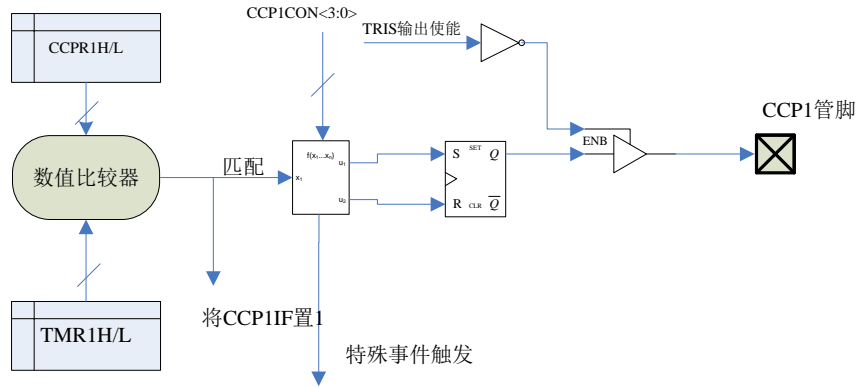 CCP1CON<3:0>
CCPR1H/L
TRIS输出使能
CCP1管脚
ENB
数值比较器
匹配
f(x₁...xₙ)
x₁
u₁
u₂
S SET Q
R CLR Q̅
TMR1H/L
将CCP1IF置1
特殊事件触发